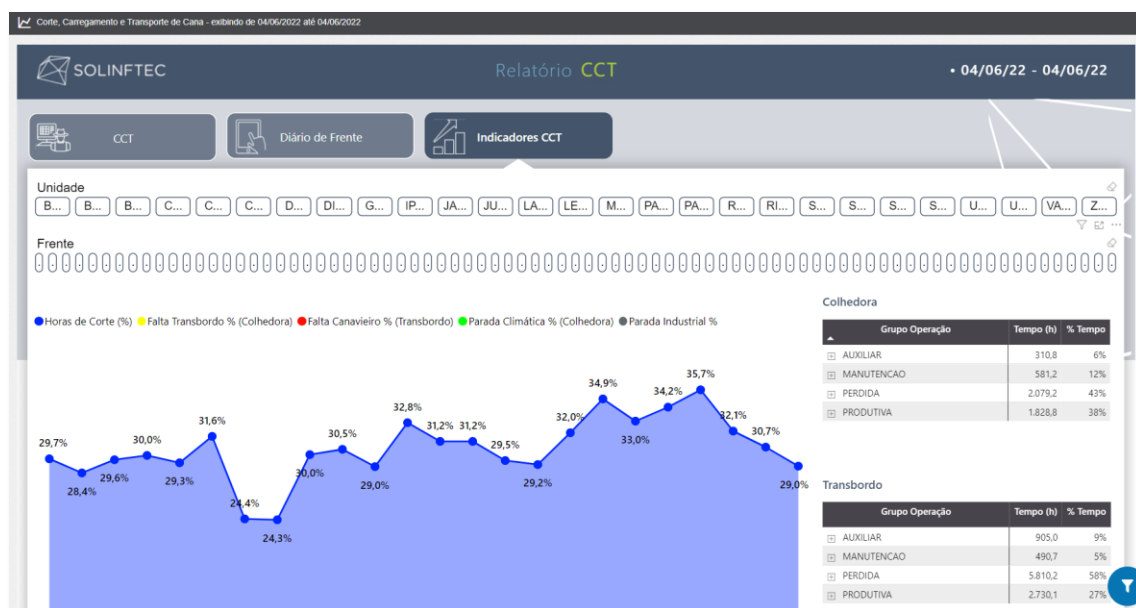 Corte, Carregamento e Transporte de Cana - exibindo de 04/06/2022 até 04/06/2022
SOLINFTEC
Relatório CCT
• 04/06/22 - 04/06/22
CCT
Diário de Frente
Indicadores CCT
Unidade
B... B... B... C... C... C... D... DI... G... IP... JA... JU... LA... LE... M... PA... PA... R... RI... S... S... S... S... U... U... VA... Z...
Frente
Horas de Corte (%) Falta Transbordo % (Colhedora) Falta Canavieiro % (Transbordo) Parada Climática % (Colhedora) Parada Industrial %
29,7%
28,4%
29,6%
30,0%
29,3%
31,6%
24,4%
24,3%
30,0%
30,5%
29,0%
32,8%
31,2%
31,2%
29,5%
29,2%
32,0%
34,9%
33,0%
34,2%
35,7%
32,1%
30,7%
29,0%
Colhedora
Grupo Operação Tempo (h) % Tempo
AUXILIAR 310,8 6%
MANUTENCAO 581,2 12%
PERDIDA 2.079,2 43%
PRODUTIVA 1.828,8 38%
Transbordo
Grupo Operação Tempo (h) % Tempo
AUXILIAR 905,0 9%
MANUTENCAO 490,7 5%
PERDIDA 5.810,2 58%
PRODUTIVA 2.730,1 27%